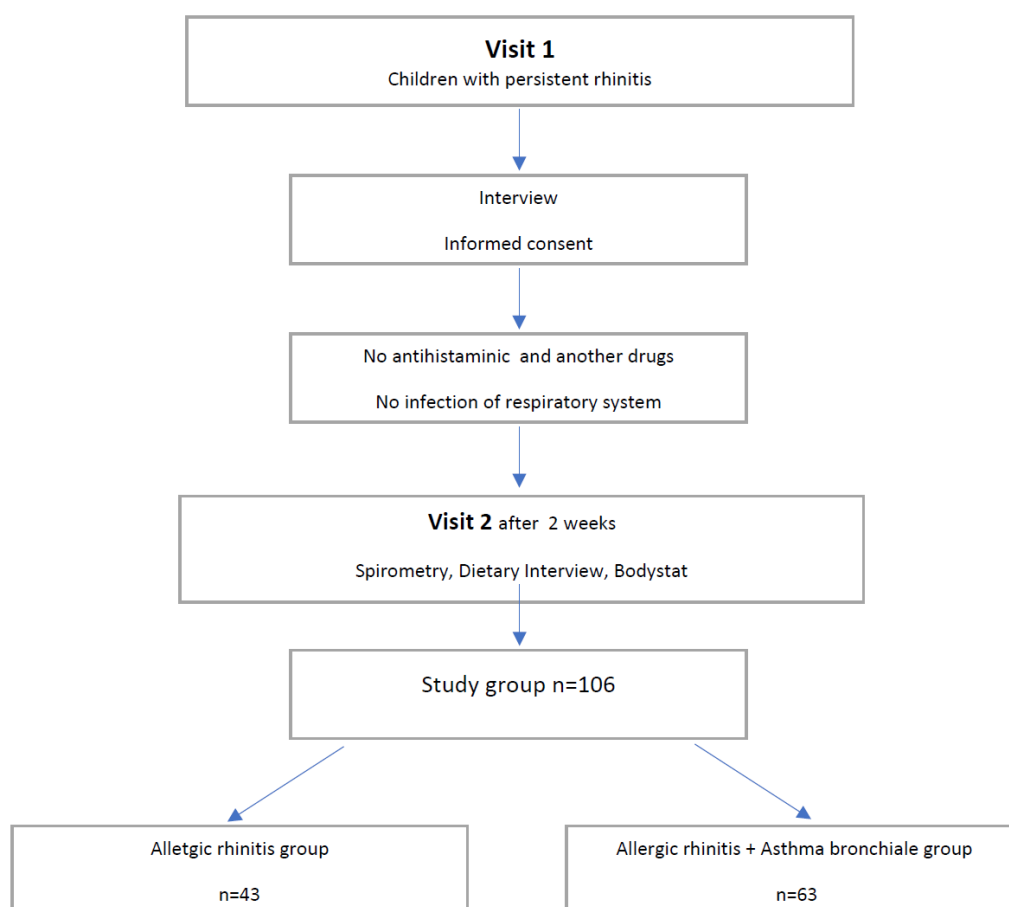 Visit 1
Children with persistent rhinitis
Interview
Informed consent
No antihistaminic and another drugs
No infection of respiratory system
Visit 2 after 2 weeks
Spirometry, Dietary Interview, Bodystat
Study group n=106
Alletgic rhinitis group
n=43
Allergic rhinitis + Asthma bronchiale group
n=63